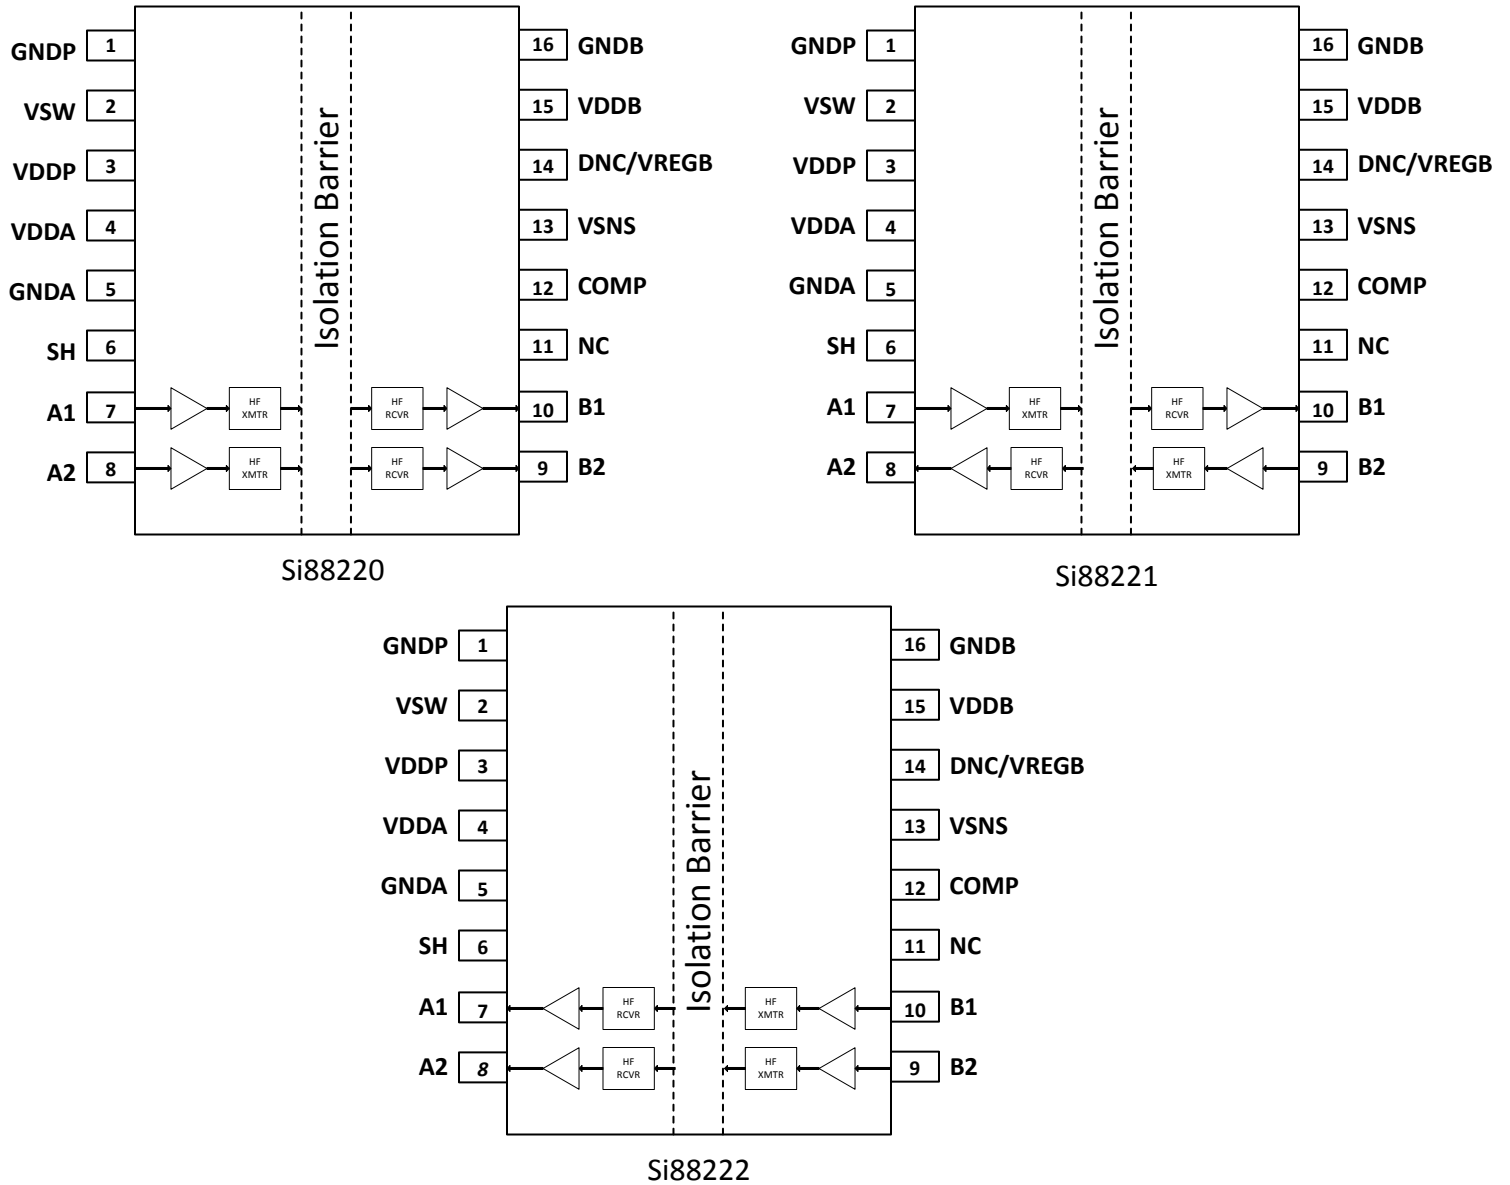 GNDP 1 16 GNDB
VSW 2 15 VDDB
VDDP 3 14 DNC/VREGB
VDDA 4 13 VSNS
GNDA 5 12 COMP
SH 6 11 NC
A1 7 HF XMTR HF RCVR 10 B1
A2 8 HF XMTR HF RCVR 9 B2
Isolation Barrier
Si88220
GNDP 1 16 GNDB
VSW 2 15 VDDB
VDDP 3 14 DNC/VREGB
VDDA 4 13 VSNS
GNDA 5 12 COMP
SH 6 11 NC
A1 7 HF XMTR HF RCVR 10 B1
A2 8 HF RCVR HF XMTR 9 B2
Isolation Barrier
Si88221
GNDP 1 16 GNDB
VSW 2 15 VDDB
VDDP 3 14 DNC/VREGB
VDDA 4 13 VSNS
GNDA 5 12 COMP
SH 6 11 NC
A1 7 HF RCVR HF XMTR 10 B1
A2 8 HF RCVR HF XMTR 9 B2
Isolation Barrier
Si88222